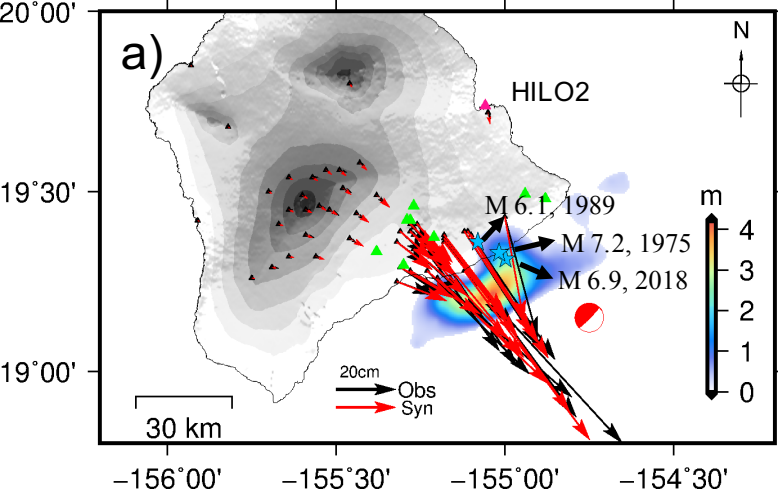 20°00'
a)
N
HILO2
19°30'
M 6.1, 1989
m
M 7.2, 1975
4
M 6.9, 2018
3
2
1
0
19°00'
20cm
Obs
Syn
30 km
−156°00'
−155°30'
−155°00'
−154°30'